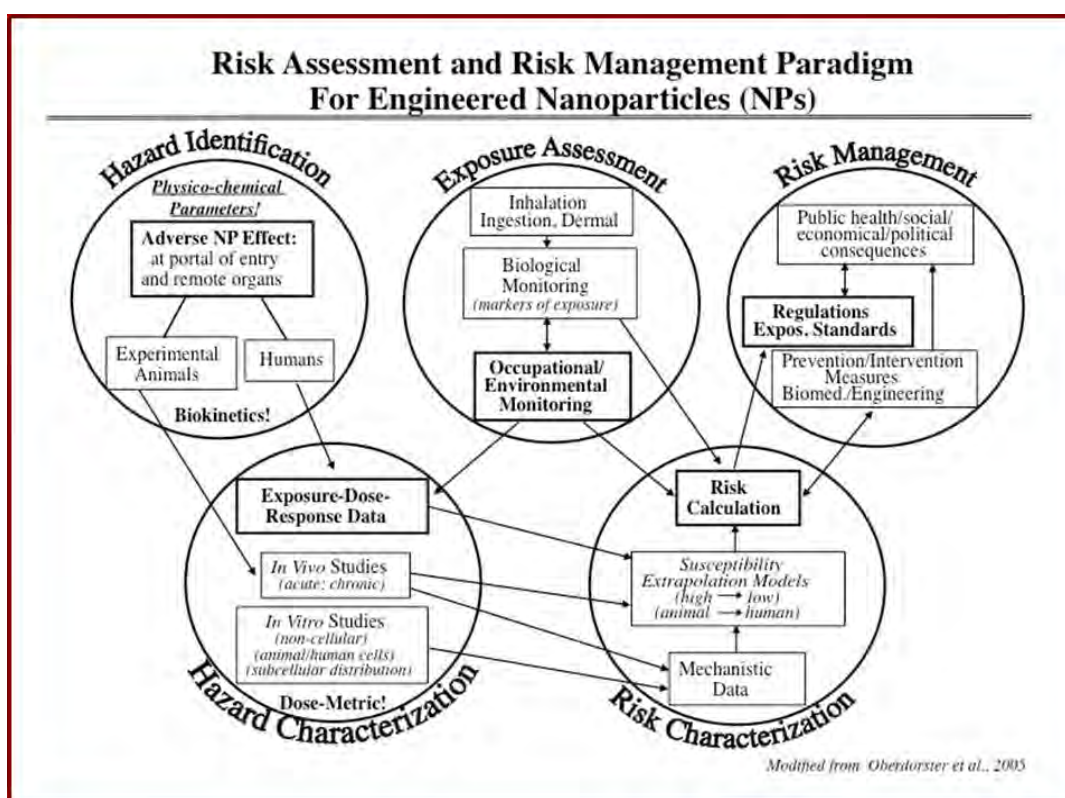 Risk Assessment and Risk Management Paradigm
For Engineered Nanoparticles (NPs)
Hazard Identification
Physico-chemical
Parameters!
Adverse NP Effect:
at portal of entry
and remote organs
Experimental
Animals
Humans
Biokinetics!
Exposure Assessment
Inhalation
Ingestion, Dermal
Biological
Monitoring
(markers of exposure)
Occupational/
Environmental
Monitoring
Risk Management
Public health/social/
economical/political
consequences
Regulations
Expos. Standards
Prevention/Intervention
Measures
Biomed./Engineering
Exposure-Dose-
Response Data
In Vivo Studies
(acute; chronic)
In Vitro Studies
(non-cellular)
(animal/human cells)
(subcellular distribution)
Dose-Metric!
Hazard Characterization
Risk
Calculation
Susceptibility
Extrapolation Models
(high → low)
(animal → human)
Mechanistic
Data
Risk Characterization
Modified from Oberdorster et al., 2005